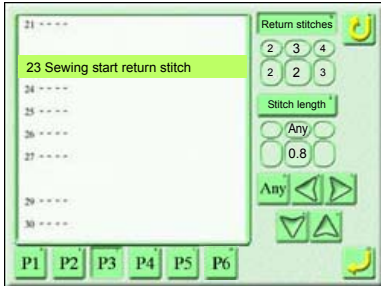 21 ----
23 Sewing start return stitch
24 ----
25 ----
26 ----
27 ----
29 ----
30 ----
Return stitches
2 3 4
2 2 3
Stitch length
Any
0.8
Any
P1 P2 P3 P4 P5 P6